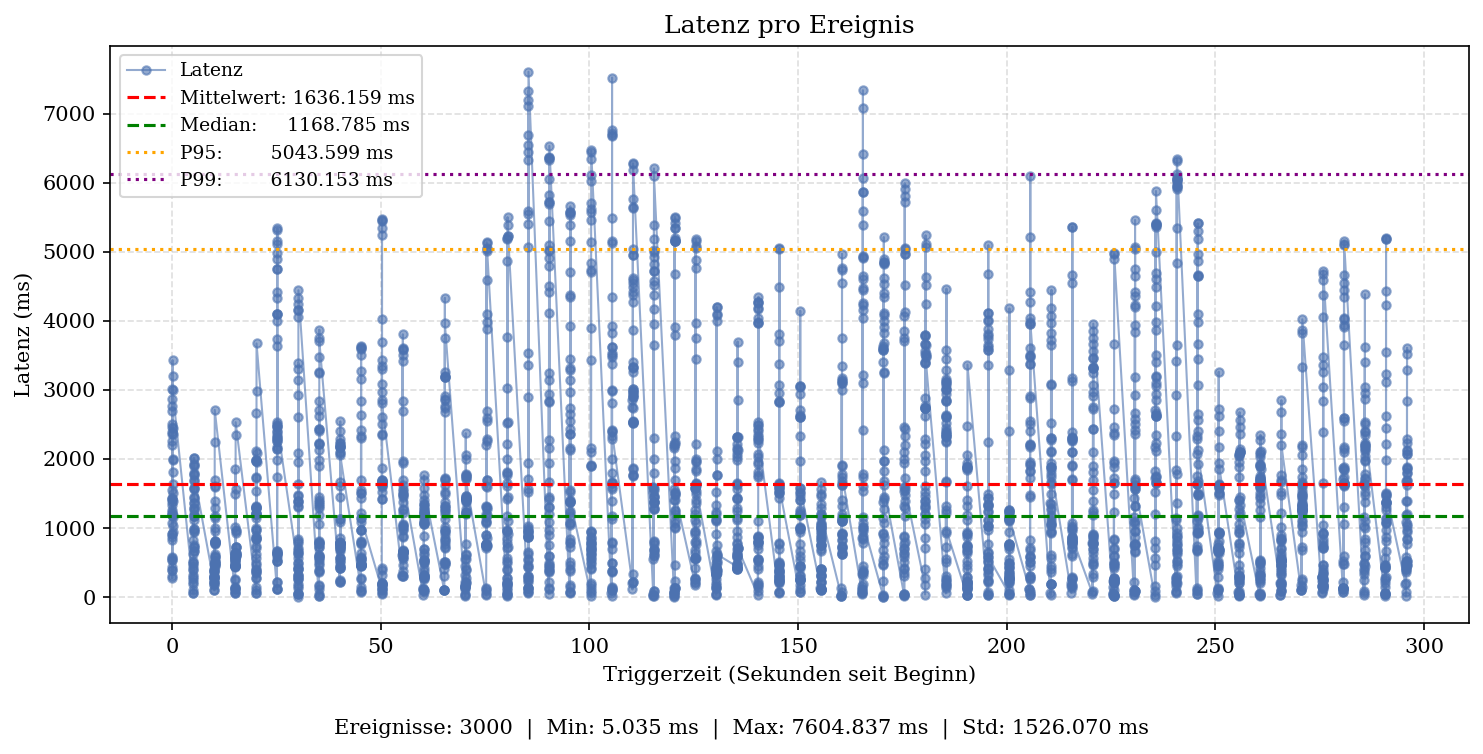 Latenz pro Ereignis
Latenz
Mittelwert: 1636.159 ms
Median: 1168.785 ms
P95: 5043.599 ms
P99: 6130.153 ms
Latenz (ms)
7000
6000
5000
4000
3000
2000
1000
0
0 50 100 150 200 250 300
Triggerzeit (Sekunden seit Beginn)
Ereignisse: 3000 | Min: 5.035 ms | Max: 7604.837 ms | Std: 1526.070 ms